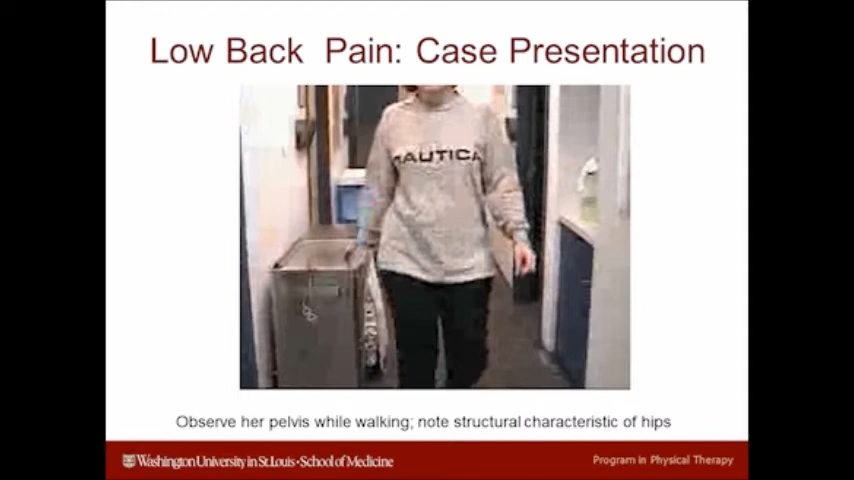 Low Back  Pain: Case Presentation
NAUTICA
Observe her pelvis while walking; note structural characteristic of hips
Washington University in St. Louis • School of Medicine
Program in Physical Therapy